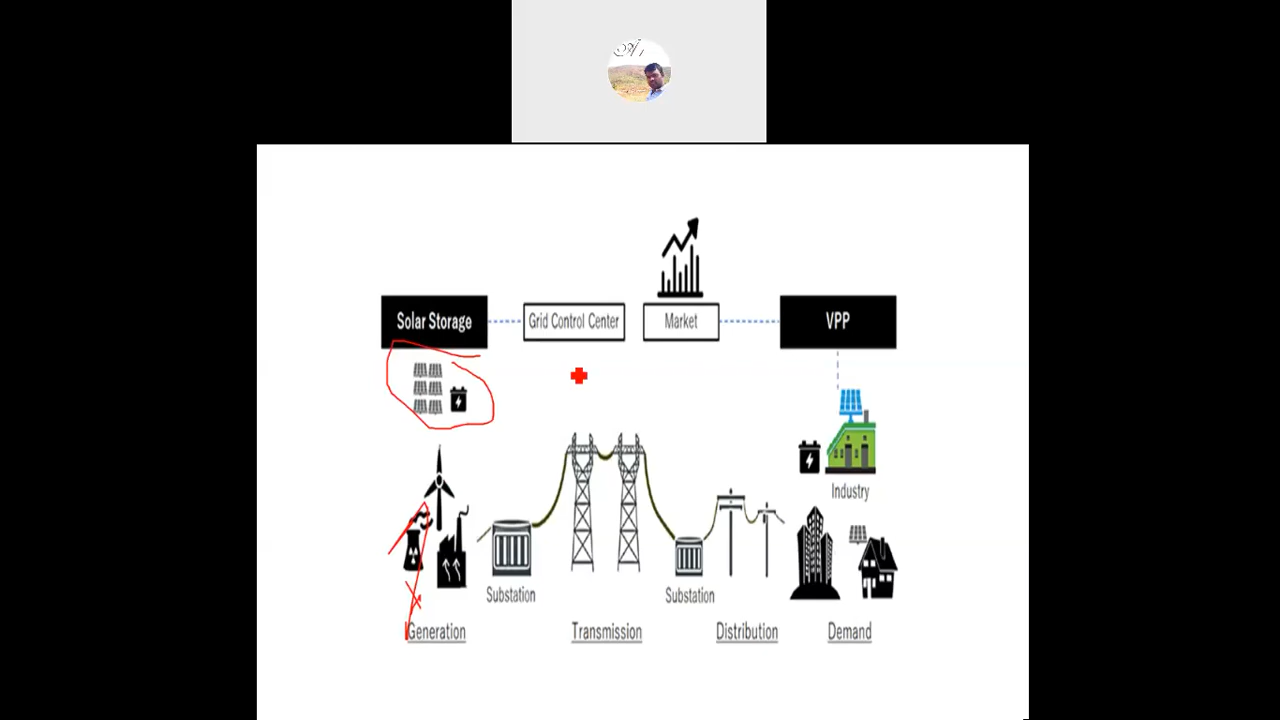 Solar Storage
Grid Control Center
Market
VPP
Industry
Substation
Substation
Generation
Transmission
Distribution
Demand